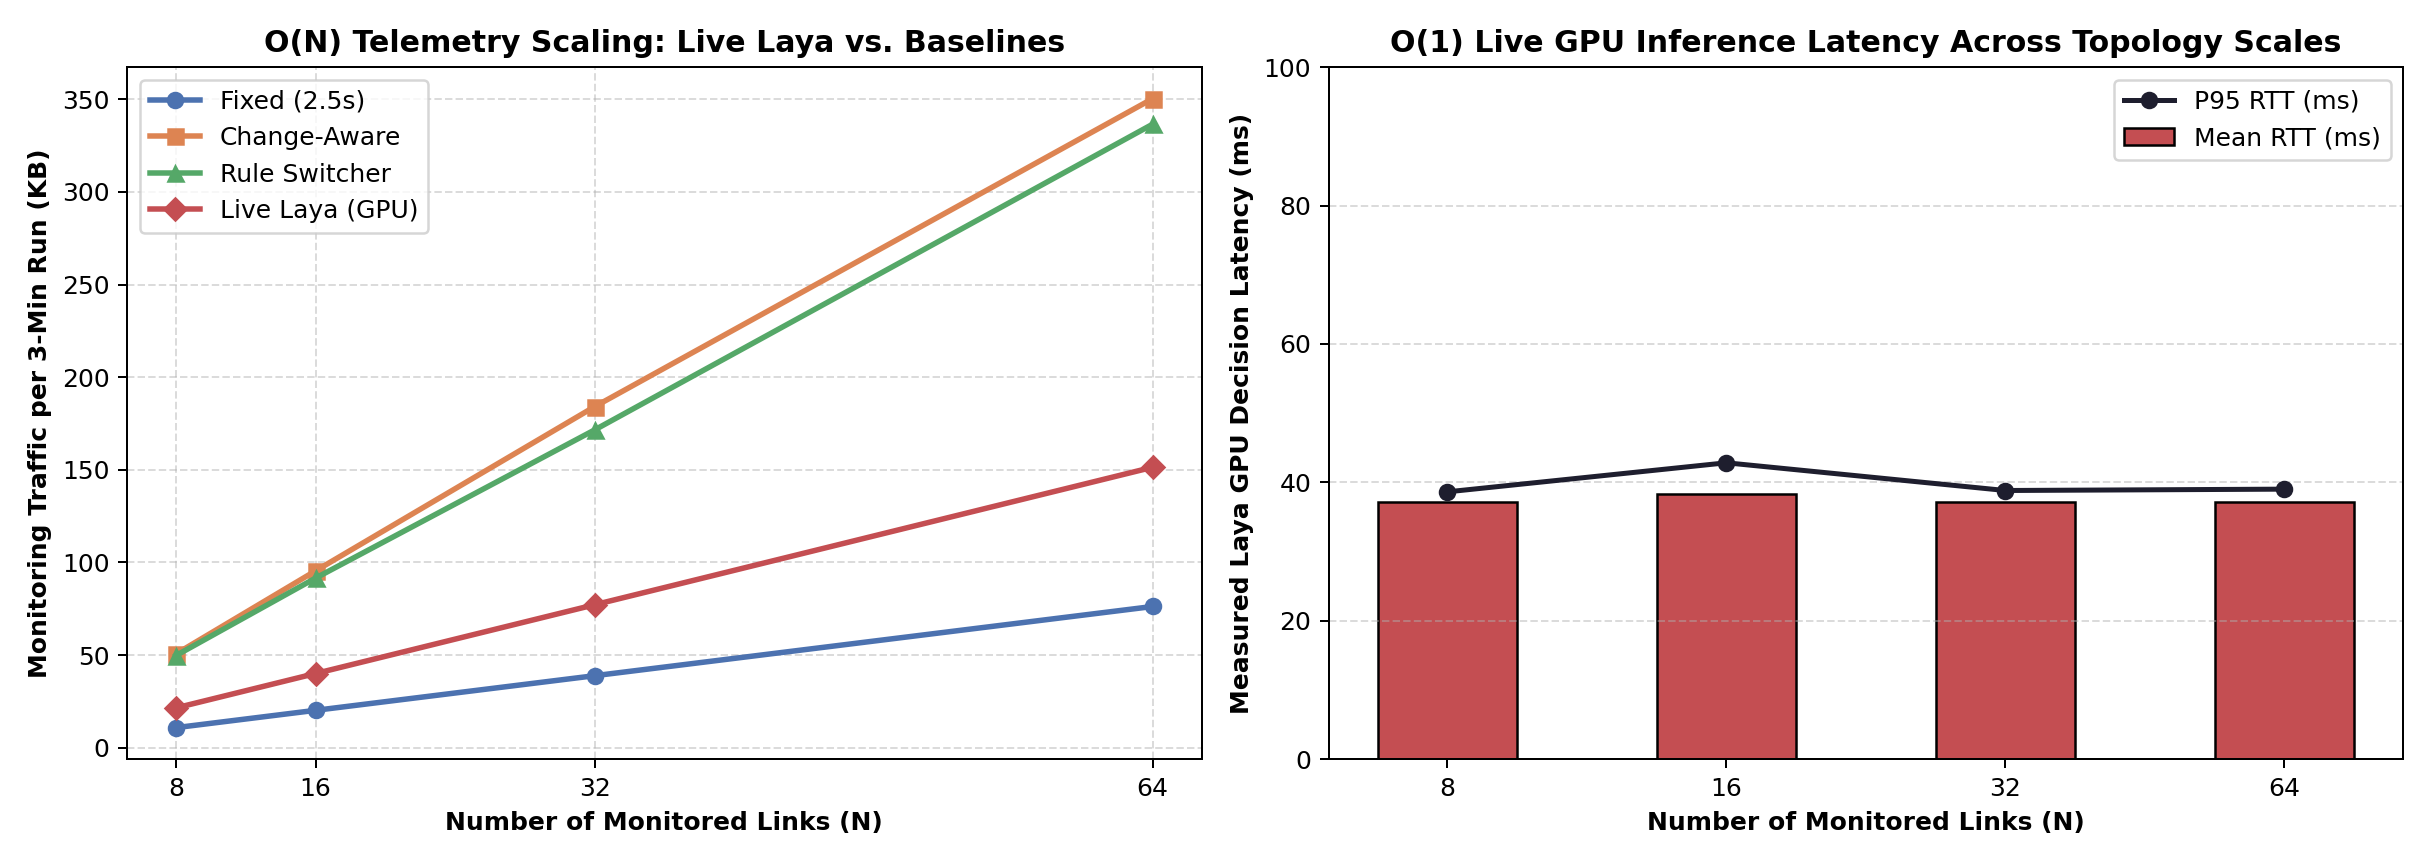 O(N) Telemetry Scaling: Live Laya vs. Baselines
Monitoring Traffic per 3-Min Run (KB)
350
300
250
200
150
100
50
0
Fixed (2.5s)
Change-Aware
Rule Switcher
Live Laya (GPU)
8 16 32 64
Number of Monitored Links (N)
O(1) Live GPU Inference Latency Across Topology Scales
Measured Laya GPU Decision Latency (ms)
100
80
60
40
20
0
P95 RTT (ms)
Mean RTT (ms)
8 16 32 64
Number of Monitored Links (N)